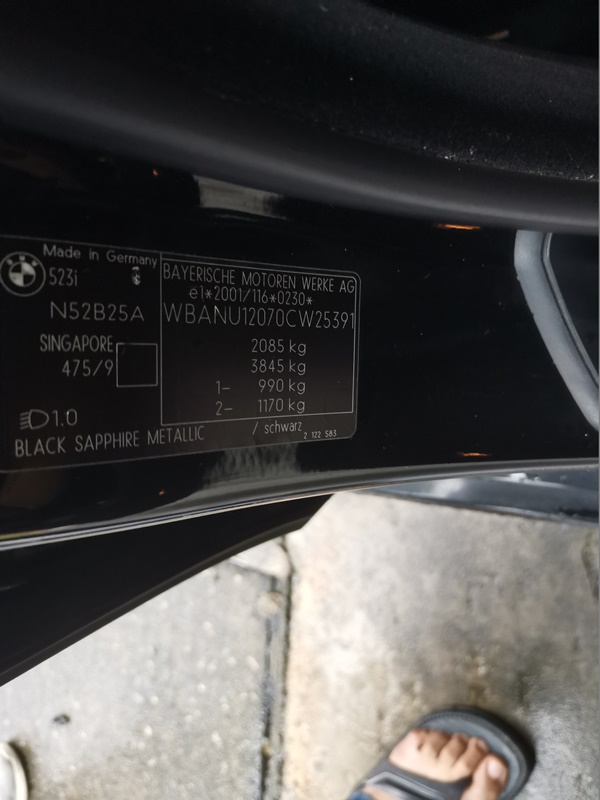 Made in Germany
523i
N52B25A
SINGAPORE
475/9
1.0
BLACK SAPPHIRE METALLIC / schwarz
2 122 583
BAYERISCHE MOTOREN WERKE AG
e1*2001/116*0230*
WBANU12070CW25391
2085 kg
3845 kg
1– 990 kg
2– 1170 kg